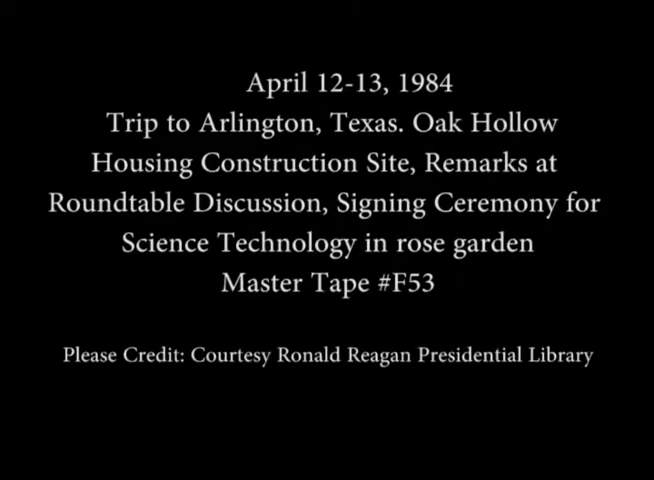 April 12-13, 1984
Trip to Arlington, Texas. Oak Hollow
Housing Construction Site, Remarks at
Roundtable Discussion, Signing Ceremony for
Science Technology in rose garden
Master Tape #F53
Please Credit: Courtesy Ronald Reagan Presidential Library